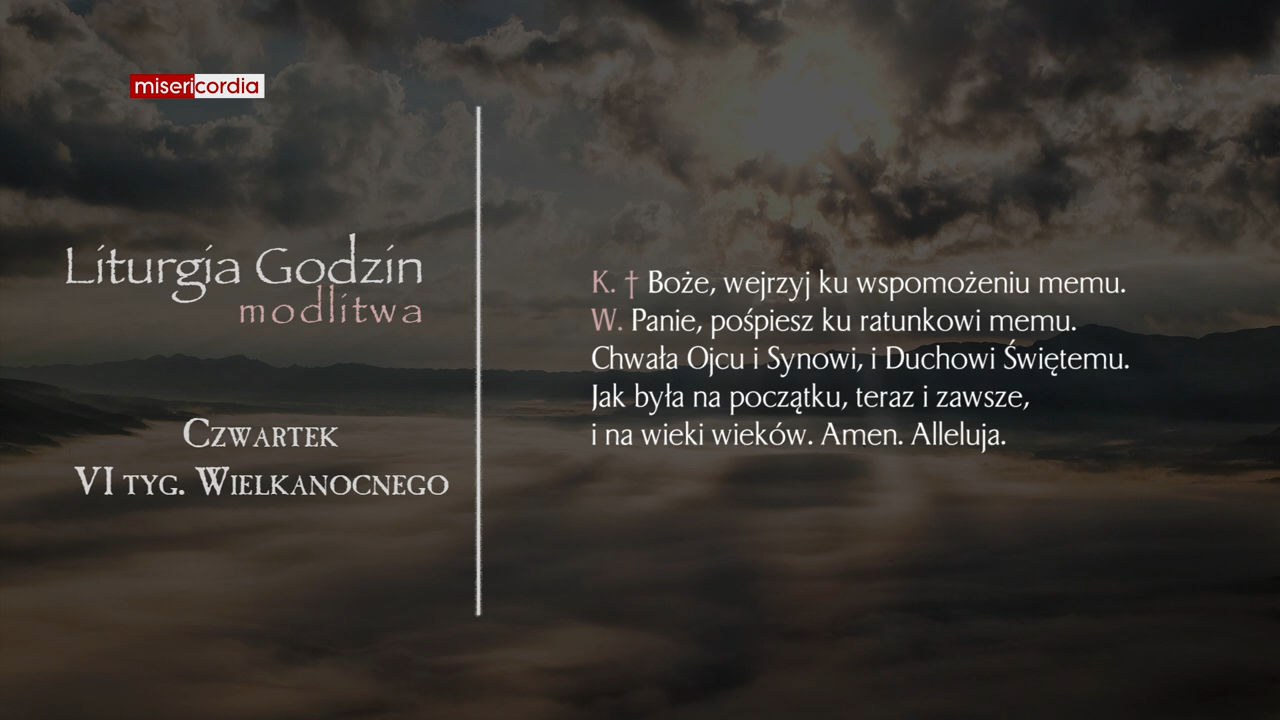 misericordia
Liturgia Godzin
modlitwa
Czwartek
VI tyg. Wielkanocnego
K. † Boże, wejrzyj ku wspomożeniu memu.
W. Panie, pośpiesz ku ratunkowi memu.
Chwała Ojcu i Synowi, i Duchowi Świętemu.
Jak była na początku, teraz i zawsze,
i na wieki wieków. Amen. Alleluja.